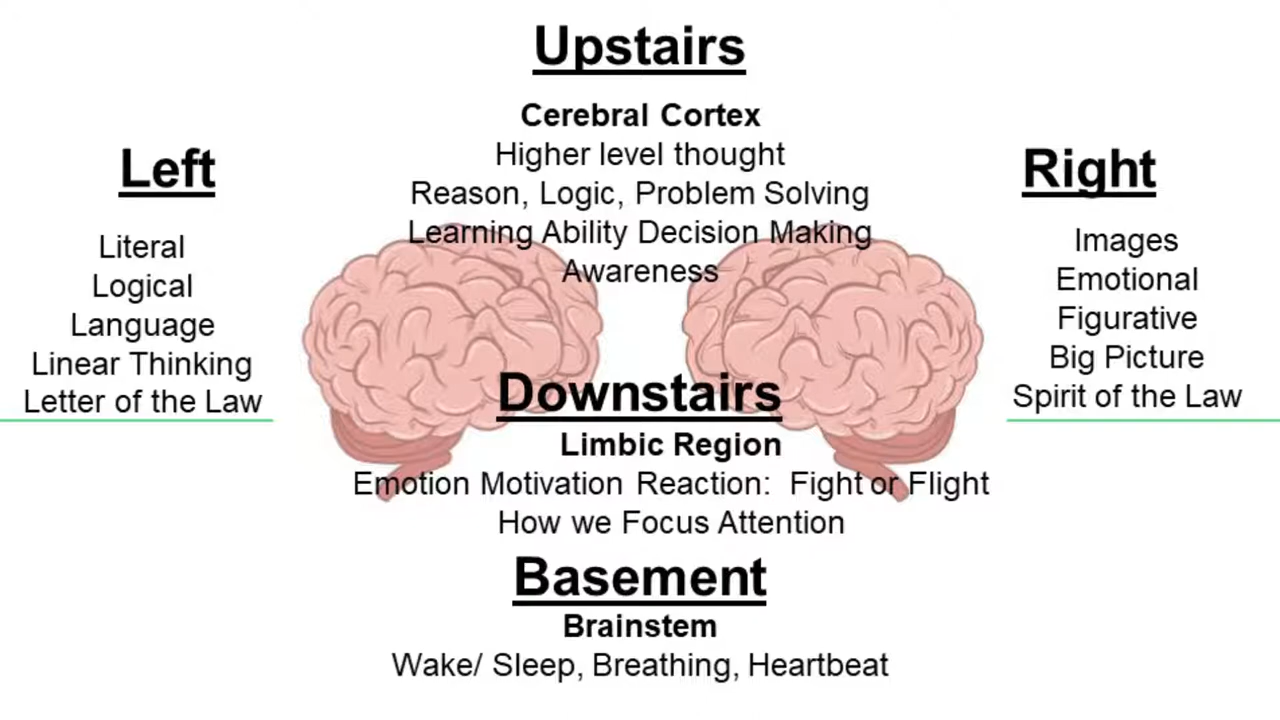 Upstairs
Cerebral Cortex
Higher level thought
Reason, Logic, Problem Solving
Learning Ability Decision Making
Awareness
Left
Literal
Logical
Language
Linear Thinking
Letter of the Law
Right
Images
Emotional
Figurative
Big Picture
Spirit of the Law
Downstairs
Limbic Region
Emotion Motivation Reaction: Fight or Flight
How we Focus Attention
Basement
Brainstem
Wake/ Sleep, Breathing, Heartbeat